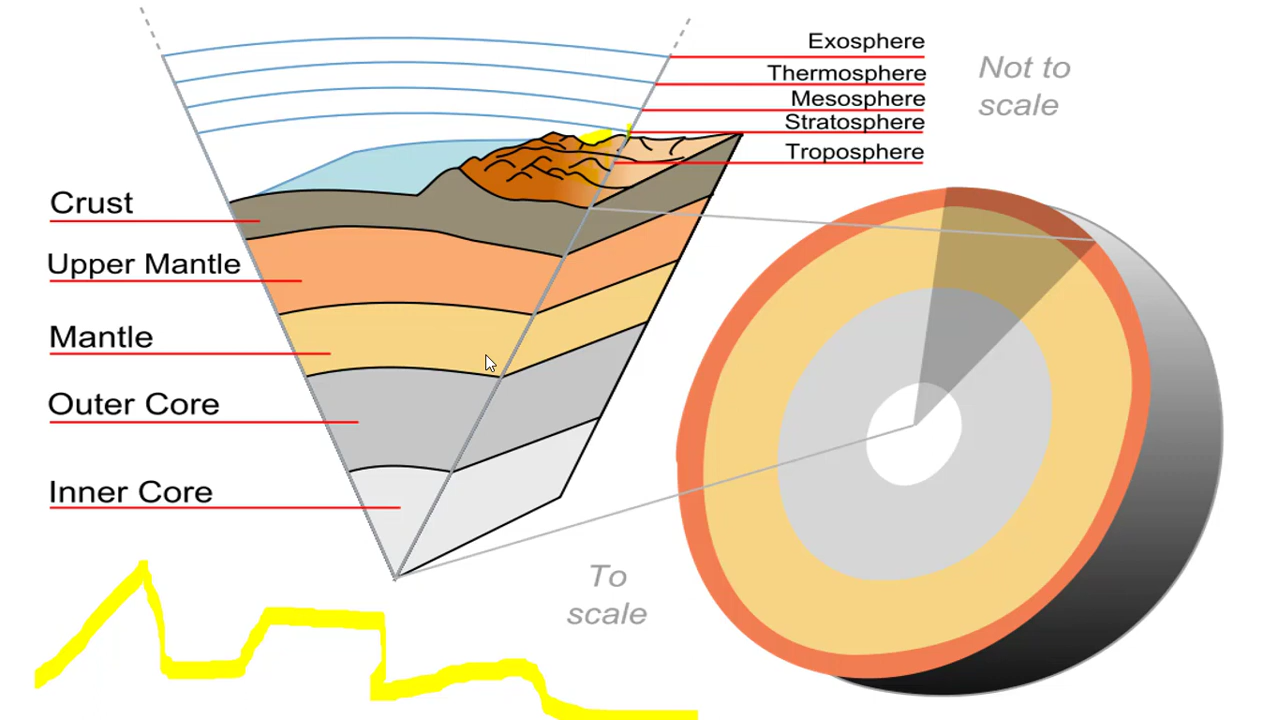 Exosphere
Thermosphere
Mesosphere
Stratosphere
Troposphere
Not to
scale
Crust
Upper Mantle
Mantle
Outer Core
Inner Core
To
scale